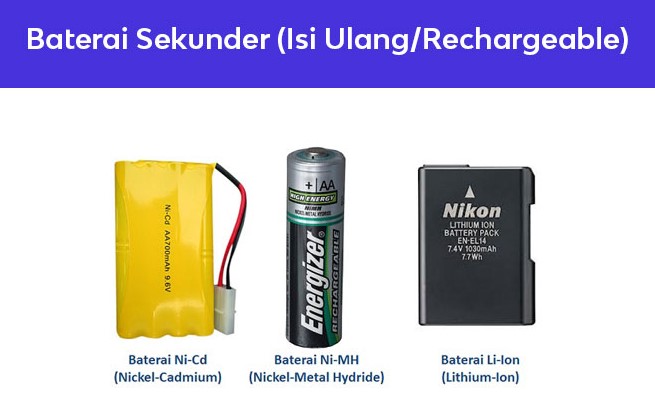 Baterai Sekunder (Isi Ulang/Rechargeable)
Ni-Cd AA700mAh 9.6V
+ AA
HIGH ENERGY
NiMH
NICKEL-METAL HYDRIDE
Energizer®
RECHARGEABLE
Nikon
LITHIUM ION
BATTERY PACK
EN-EL14
7.4V 1030mAh
7.7Wh
Baterai Ni-Cd
(Nickel-Cadmium)
Baterai Ni-MH
(Nickel-Metal Hydride)
Baterai Li-Ion
(Lithium-Ion)